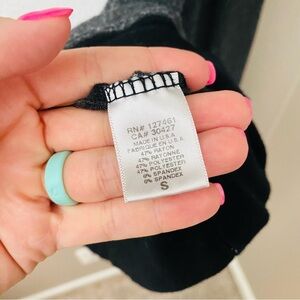 RN# 127461
CA# 30427
MADE IN U.S.A
FABRIQUE EN U.S.A.
47% RAYON
47% RAYONNE
47% POLYESTER
47% POLYESTER
6% SPANDEX
6% SPANDEX
S